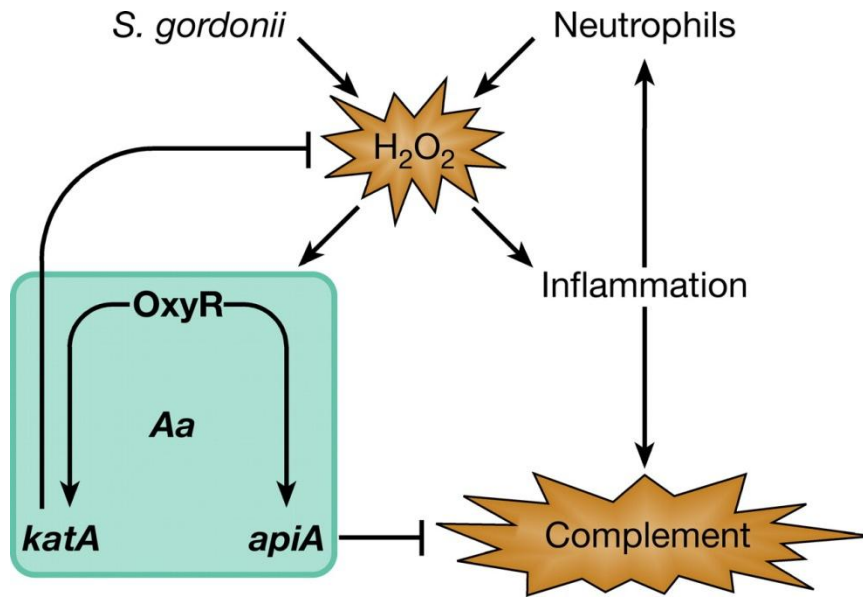 S. gordonii
Neutrophils
H₂O₂
Inflammation
OxyR
Aa
katA
apiA
Complement